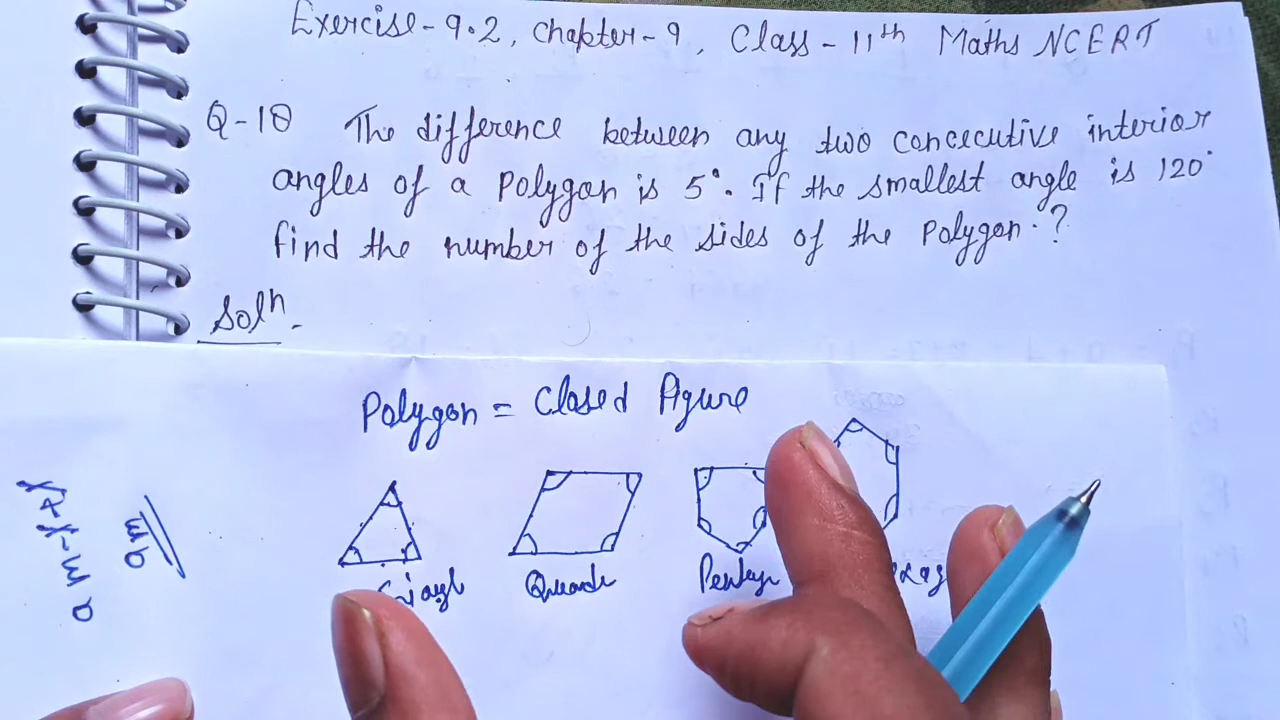 Exercise-9.2, Chapter-9, Class-11th Maths NCERT
Q-18 The difference between any two concecutive interior
angles of a polygon is 5°. If the smallest angle is 120°
find the number of the sides of the polygon.?
Solⁿ.
Polygon = Closed Figure